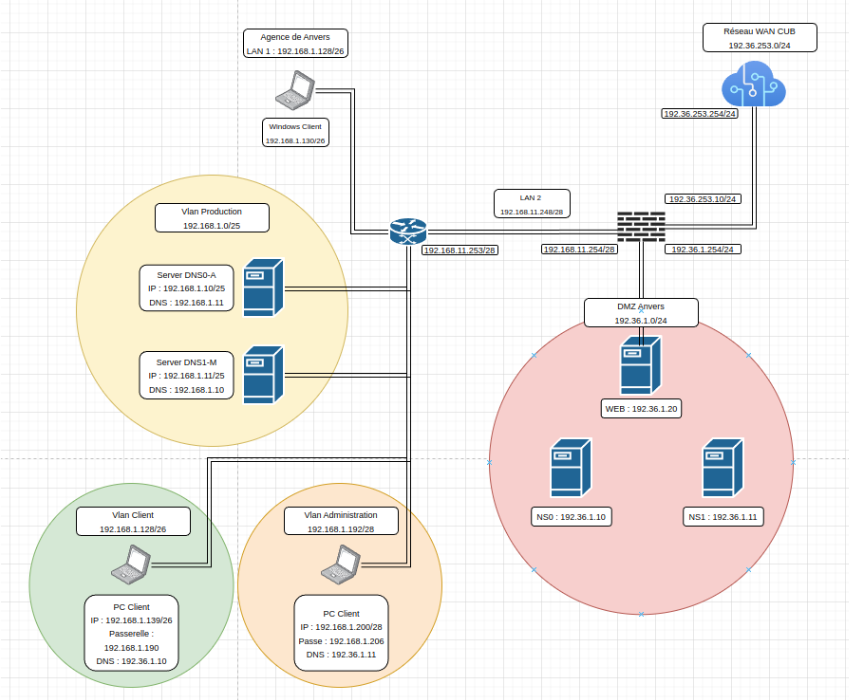 Agence de Anvers
LAN 1 : 192.168.1.128/26
Windows Client
192.168.1.130/26
Réseau WAN CUB
192.36.253.0/24
192.36.253.254/24
192.36.253.10/24
LAN 2
192.168.11.248/28
192.168.11.253/28
192.168.11.254/28
192.36.1.254/24
Vlan Production
192.168.1.0/25
Server DNS0-A
IP : 192.168.1.10/25
DNS : 192.168.1.11
Server DNS1-M
IP : 192.168.1.11/25
DNS : 192.168.1.10
DMZ Anvers
192.36.1.0/24
WEB : 192.36.1.20
NS0 : 192.36.1.10
NS1 : 192.36.1.11
Vlan Client
192.168.1.128/26
PC Client
IP : 192.168.1.139/26
Passerelle :
192.168.1.190
DNS : 192.36.1.10
Vlan Administration
192.168.1.192/28
PC Client
IP : 192.168.1.200/28
Passe : 192.168.1.206
DNS : 192.36.1.11